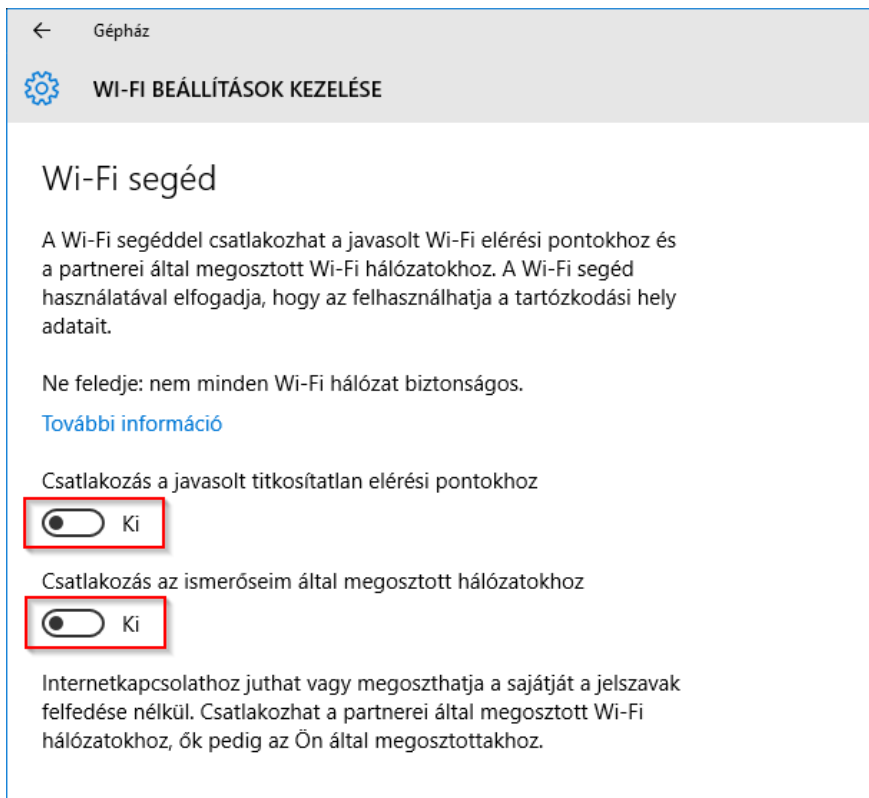 Gépház
WI-FI BEÁLLÍTÁSOK KEZELÉSE
Wi-Fi segéd
A Wi-Fi segéddel csatlakozhat a javasolt Wi-Fi elérési pontokhoz és
a partnerei által megosztott Wi-Fi hálózatokhoz. A Wi-Fi segéd
használatával elfogadja, hogy az felhasználhatja a tartózkodási hely
adatait.
Ne feledje: nem minden Wi-Fi hálózat biztonságos.
További információ
Csatlakozás a javasolt titkosítatlan elérési pontokhoz
Ki
Csatlakozás az ismerőseim által megosztott hálózatokhoz
Ki
Internetkapcsolathoz juthat vagy megoszthatja a sajátját a jelszavak
felfedése nélkül. Csatlakozhat a partnerei által megosztott Wi-Fi
hálózatokhoz, ők pedig az Ön által megosztottakhoz.